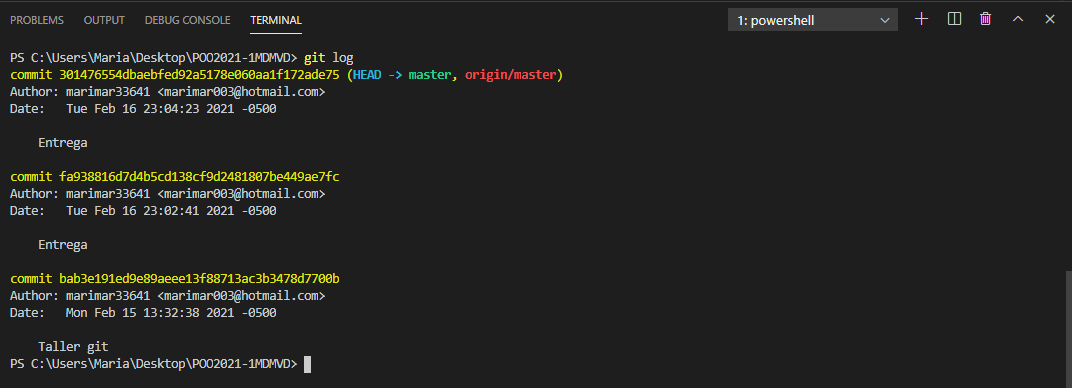 PROBLEMS OUTPUT DEBUG CONSOLE TERMINAL 1: powershell
PS C:\Users\Maria\Desktop\POO2021-1MDMVD> git log
commit 301476554dbaebfed92a5178e060aa1f172ade75 (HEAD -> master, origin/master)
Author: marimar33641 <marimar003@hotmail.com>
Date:   Tue Feb 16 23:04:23 2021 -0500
Entrega
commit fa938816d7d4b5cd138cf9d2481807be449ae7fc
Author: marimar33641 <marimar003@hotmail.com>
Date:   Tue Feb 16 23:02:41 2021 -0500
Entrega
commit bab3e191ed9e89aeee13f88713ac3b3478d7700b
Author: marimar33641 <marimar003@hotmail.com>
Date:   Mon Feb 15 13:32:38 2021 -0500
Taller git
PS C:\Users\Maria\Desktop\POO2021-1MDMVD>